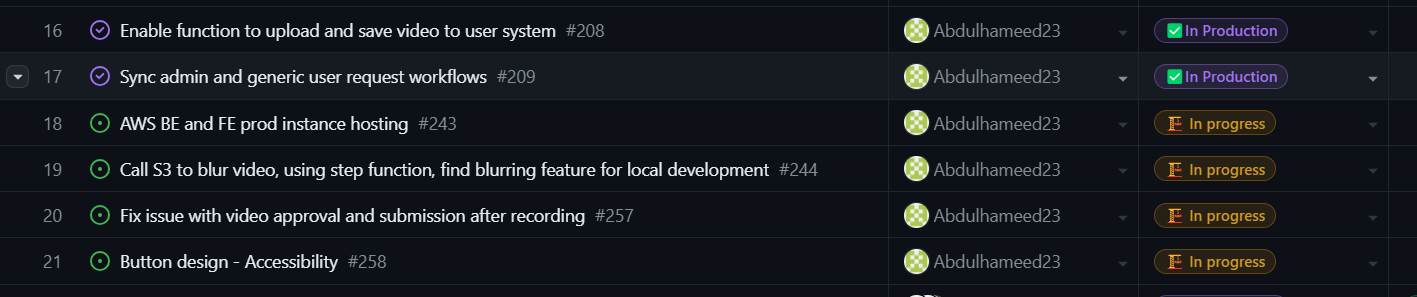 16 Enable function to upload and save video to user system #208 Abdulhameed23 ✅In Production
17 Sync admin and generic user request workflows #209 Abdulhameed23 ✅In Production
18 AWS BE and FE prod instance hosting #243 Abdulhameed23 🏗 In progress
19 Call S3 to blur video, using step function, find blurring feature for local development #244 Abdulhameed23 🏗 In progress
20 Fix issue with video approval and submission after recording #257 Abdulhameed23 🏗 In progress
21 Button design - Accessibility #258 Abdulhameed23 🏗 In progress